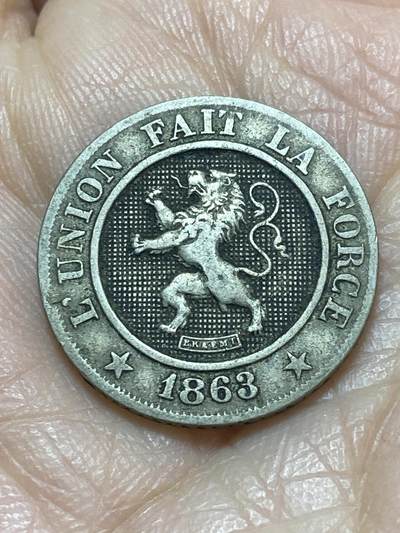 L'UNION FAIT LA FORCE
1863